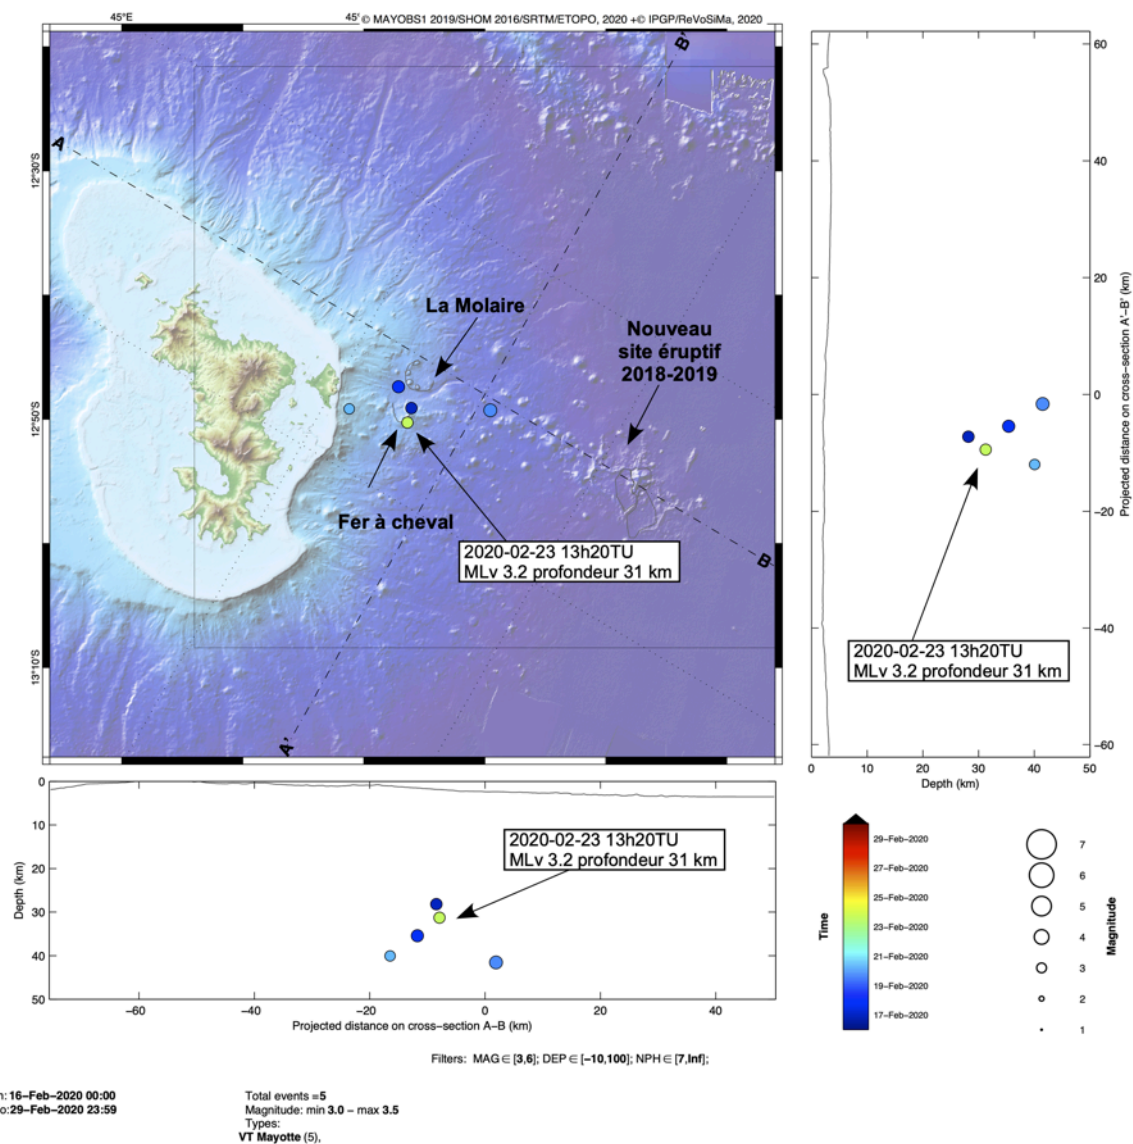 45°E
45'
© MAYOBS1 2019/SHOM 2016/SRTM/ETOPO, 2020 +© IPGP/ReVoSiMa, 2020
B'
A
12°30'S
La Molaire
Nouveau
site éruptif
2018-2019
12°50'S
Fer à cheval
2020-02-23 13h20TU
MLv 3.2 profondeur 31 km
B
13°10'S
A'
60
40
20
0
−20
−40
−60
Projected distance on cross−section A'−B' (km)
2020-02-23 13h20TU
MLv 3.2 profondeur 31 km
0 10 20 30 40 50
Depth (km)
0
10
20
30
40
50
Depth (km)
2020-02-23 13h20TU
MLv 3.2 profondeur 31 km
−60 −40 −20 0 20 40
Projected distance on cross−section A−B (km)
Time
29−Feb−2020
27−Feb−2020
25−Feb−2020
23−Feb−2020
21−Feb−2020
19−Feb−2020
17−Feb−2020
7
6
5
4
3
2
1
Magnitude
Filters: MAG ∈ [3,6]; DEP ∈ [−10,100]; NPH ∈ [7,Inf];
: 16−Feb−2020 00:00
o: 29−Feb−2020 23:59
Total events =5
Magnitude: min 3.0 − max 3.5
Types:
VT Mayotte (5),